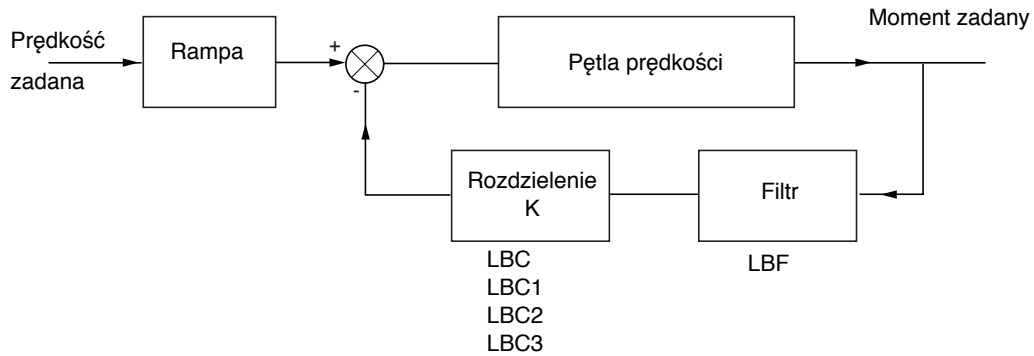 Prędkość
zadana
Rampa
+
-
Pętla prędkości
Moment zadany
Rozdzielenie
K
Filtr
LBC
LBC1
LBC2
LBC3
LBF